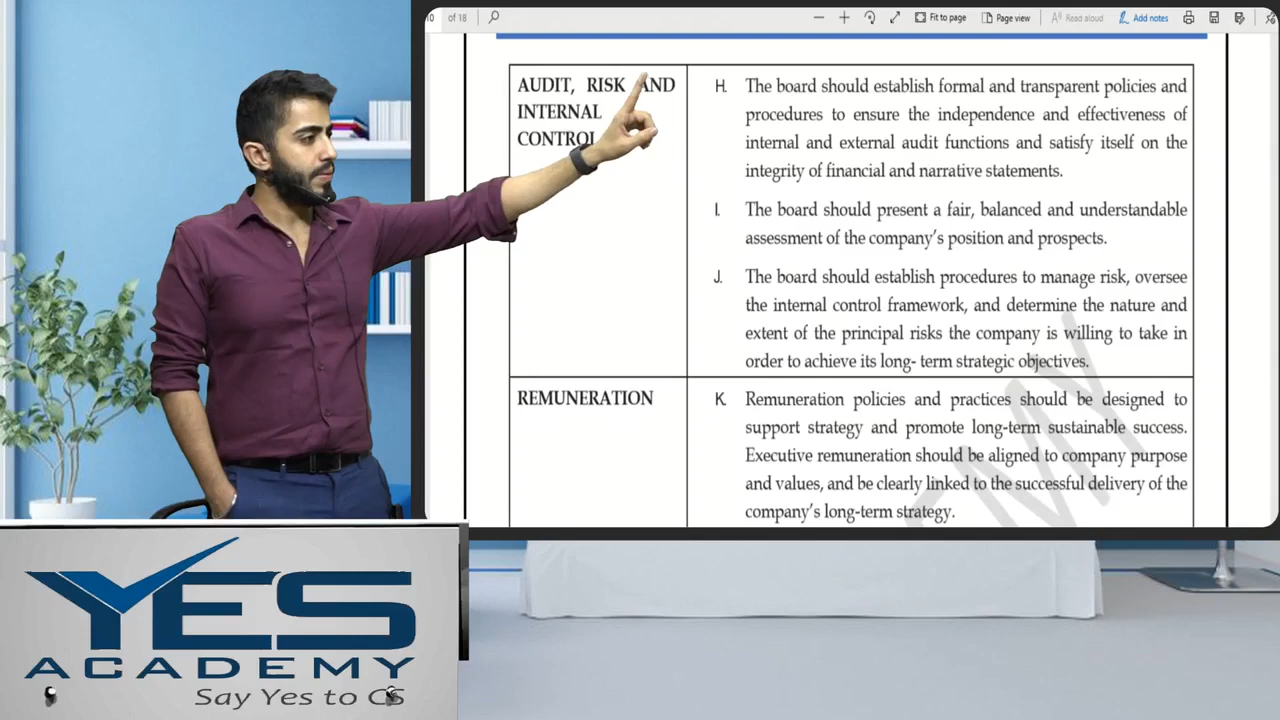 of 18
Fit to page
Page view
Read aloud
Add notes
AUDIT, RISK AND
INTERNAL
CONTROL
H. The board should establish formal and transparent policies and
procedures to ensure the independence and effectiveness of
internal and external audit functions and satisfy itself on the
integrity of financial and narrative statements.
I. The board should present a fair, balanced and understandable
assessment of the company's position and prospects.
J. The board should establish procedures to manage risk, oversee
the internal control framework, and determine the nature and
extent of the principal risks the company is willing to take in
order to achieve its long- term strategic objectives.
REMUNERATION
K. Remuneration policies and practices should be designed to
support strategy and promote long-term sustainable success.
Executive remuneration should be aligned to company purpose
and values, and be clearly linked to the successful delivery of the
company's long-term strategy.
YES
ACADEMY
Say Yes to CS